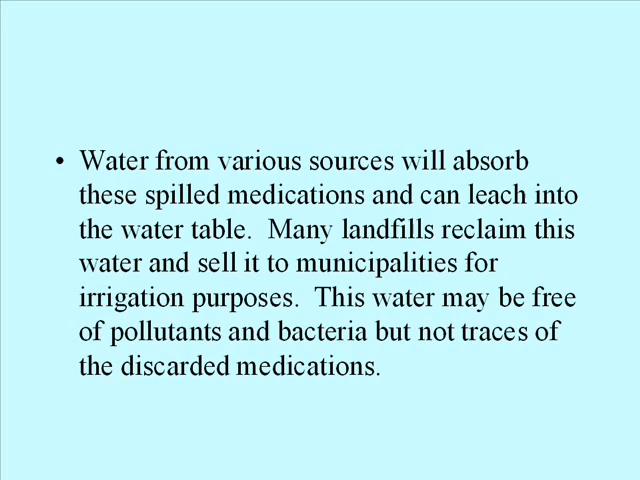 • Water from various sources will absorb
these spilled medications and can leach into
the water table.  Many landfills reclaim this
water and sell it to municipalities for
irrigation purposes.  This water may be free
of pollutants and bacteria but not traces of
the discarded medications.